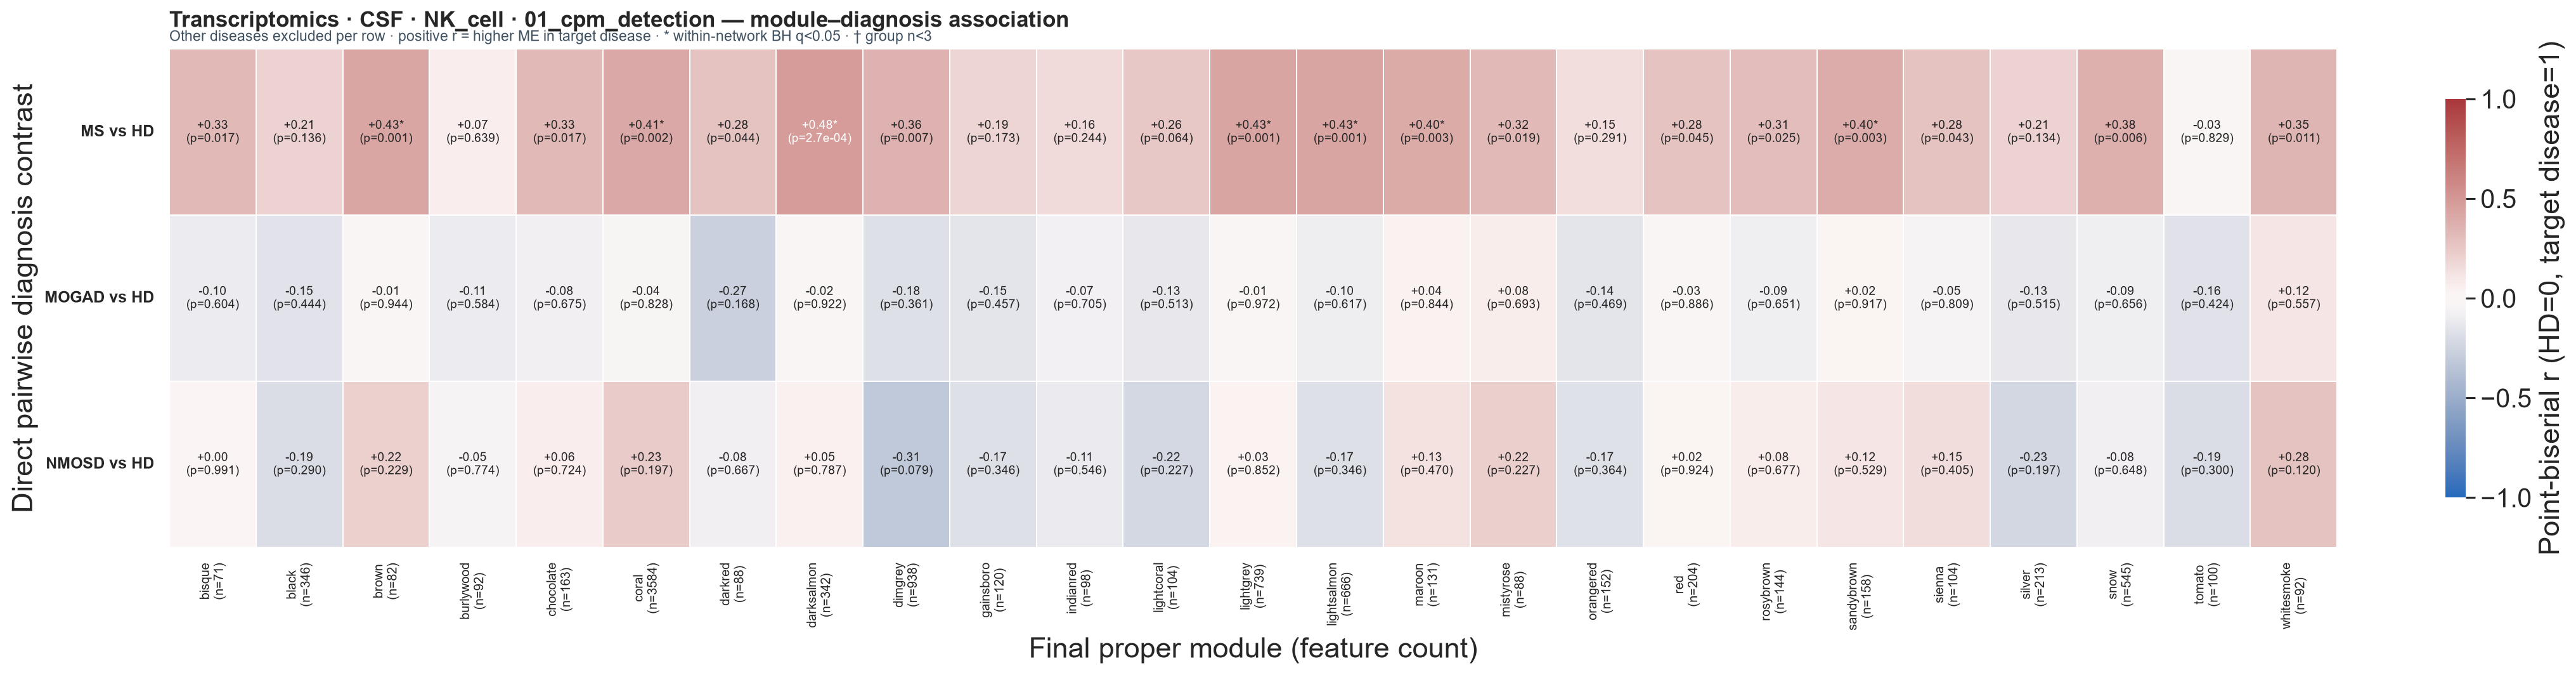 Transcriptomics · CSF · NK_cell · 01_cpm_detection — module–diagnosis association
Other diseases excluded per row · positive r = higher ME in target disease · * within-network BH q<0.05 · † group n<3
Direct pairwise diagnosis contrast
MS vs HD
+0.33 +0.21 +0.43* +0.07 +0.33 +0.41* +0.28 +0.48* +0.36 +0.19 +0.16 +0.26 +0.43* +0.43* +0.40* +0.32 +0.15 +0.28 +0.31 +0.40* +0.28 +0.21 +0.38 -0.03 +0.35
(p=0.017) (p=0.136) (p=0.001) (p=0.639) (p=0.017) (p=0.002) (p=0.044) (p=2.7e-04) (p=0.007) (p=0.173) (p=0.244) (p=0.064) (p=0.001) (p=0.001) (p=0.003) (p=0.019) (p=0.291) (p=0.045) (p=0.025) (p=0.003) (p=0.043) (p=0.134) (p=0.006) (p=0.829) (p=0.011)
MOGAD vs HD
-0.10 -0.15 -0.01 -0.11 -0.08 -0.04 -0.27 -0.02 -0.18 -0.15 -0.07 -0.13 -0.01 -0.10 +0.04 +0.08 -0.14 -0.03 -0.09 +0.02 -0.05 -0.13 -0.09 -0.16 +0.12
(p=0.604) (p=0.444) (p=0.944) (p=0.584) (p=0.675) (p=0.828) (p=0.168) (p=0.922) (p=0.361) (p=0.457) (p=0.705) (p=0.513) (p=0.972) (p=0.617) (p=0.844) (p=0.693) (p=0.469) (p=0.886) (p=0.651) (p=0.917) (p=0.809) (p=0.515) (p=0.656) (p=0.424) (p=0.557)
NMOSD vs HD
+0.00 -0.19 +0.22 -0.05 +0.06 +0.23 -0.08 +0.05 -0.31 -0.17 -0.11 -0.22 +0.03 -0.17 +0.13 +0.22 -0.17 +0.02 +0.08 +0.12 +0.15 -0.23 -0.08 -0.19 +0.28
(p=0.991) (p=0.290) (p=0.229) (p=0.774) (p=0.724) (p=0.197) (p=0.667) (p=0.787) (p=0.079) (p=0.346) (p=0.546) (p=0.227) (p=0.852) (p=0.346) (p=0.470) (p=0.227) (p=0.364) (p=0.924) (p=0.677) (p=0.529) (p=0.405) (p=0.197) (p=0.648) (p=0.300) (p=0.120)
bisque
(n=71)
black
(n=346)
brown
(n=82)
burlywood
(n=92)
chocolate
(n=163)
coral
(n=3584)
darkred
(n=88)
darksalmon
(n=342)
dimgrey
(n=938)
gainsboro
(n=120)
indianred
(n=98)
lightcoral
(n=104)
lightgrey
(n=739)
lightsalmon
(n=666)
maroon
(n=131)
mistyrose
(n=88)
orangered
(n=152)
red
(n=204)
rosybrown
(n=144)
sandybrown
(n=158)
sienna
(n=104)
silver
(n=213)
snow
(n=545)
tomato
(n=100)
whitesmoke
(n=92)
Final proper module (feature count)
1.0
0.5
0.0
−0.5
−1.0
Point-biserial r (HD=0, target disease=1)